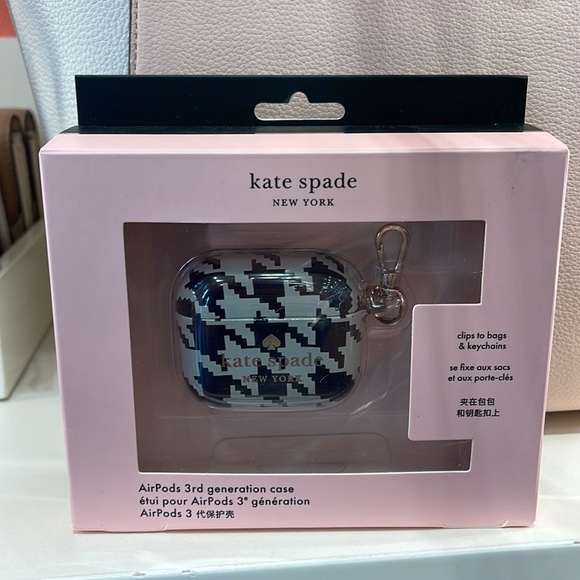 kate spade
NEW YORK
kate spade
NEW YORK
clips to bags
& keychains
se fixe aux sacs
et aux porte-clés
夹在包包
和钥匙扣上
AirPods 3rd generation case
étui pour AirPods 3ᵉ génération
AirPods 3 代保护壳